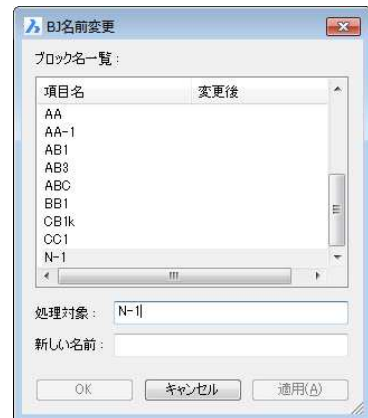 BJ名前変更
ブロック名一覧：
項目名 変更後
AA
AA-1
AB1
AB3
ABC
BB1
CB1k
CC1
N-1
処理対象： N-1
新しい名前：
OK キャンセル 適用(A)